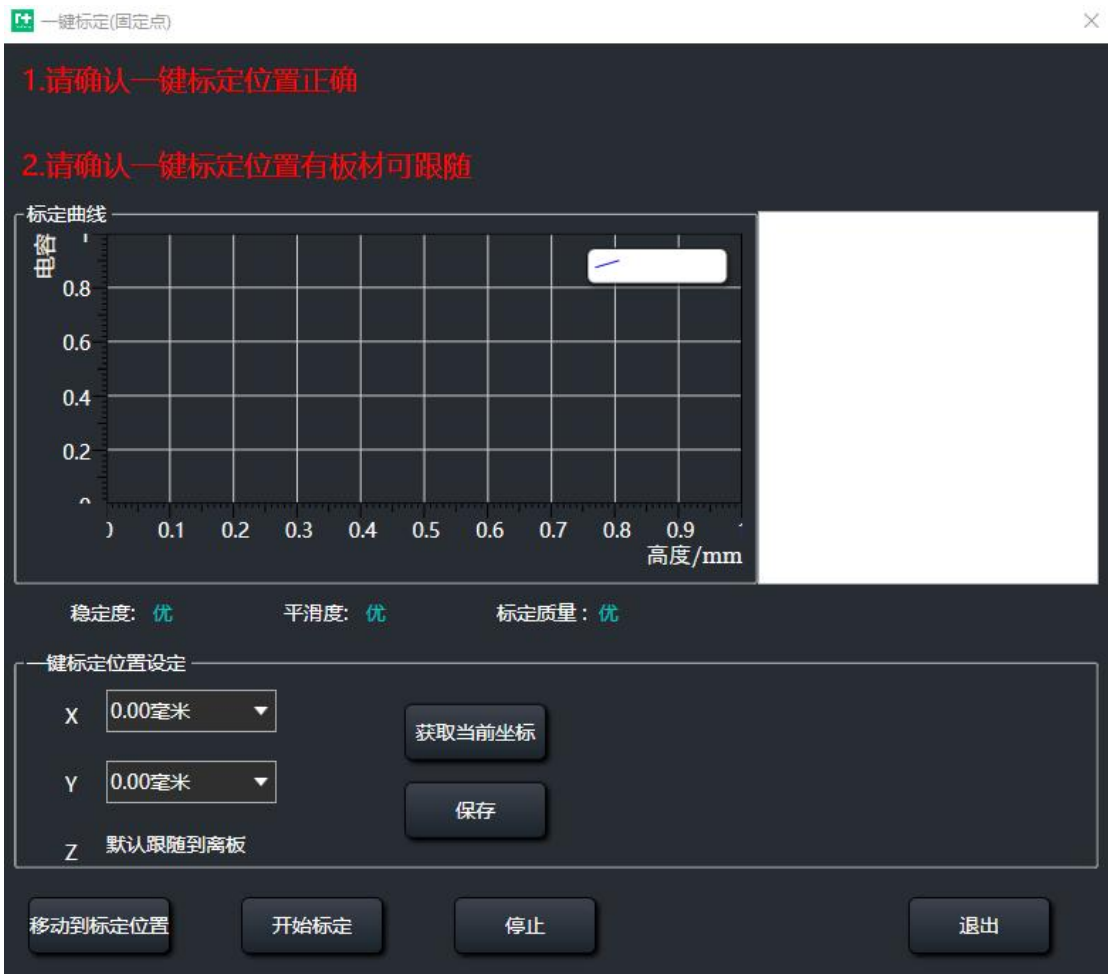 一键标定(固定点)
1.请确认一键标定位置正确
2.请确认一键标定位置有板材可跟随
标定曲线
电容
1
0.8
0.6
0.4
0.2
0
0 0.1 0.2 0.3 0.4 0.5 0.6 0.7 0.8 0.9 1
高度/mm
稳定度: 优 平滑度: 优 标定质量: 优
一键标定位置设定
X 0.00毫米
获取当前坐标
Y 0.00毫米
保存
Z 默认跟随到离板
移动到标定位置 开始标定 停止 退出